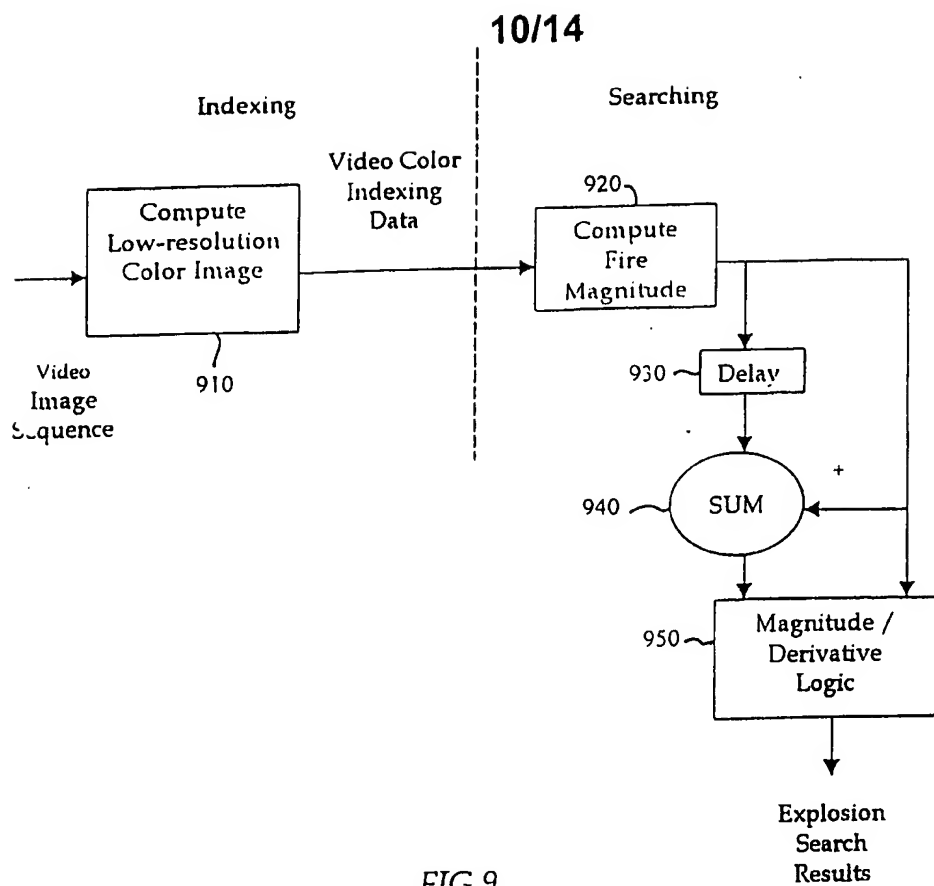 10/14
Indexing
Searching
Video Color
Indexing
Data
Compute
Low-resolution
Color Image
910
Video
Image
Sequence
920
Compute
Fire
Magnitude
930
Delay
+
940
SUM
950
Magnitude /
Derivative
Logic
Explosion
Search
Results
FIG 9